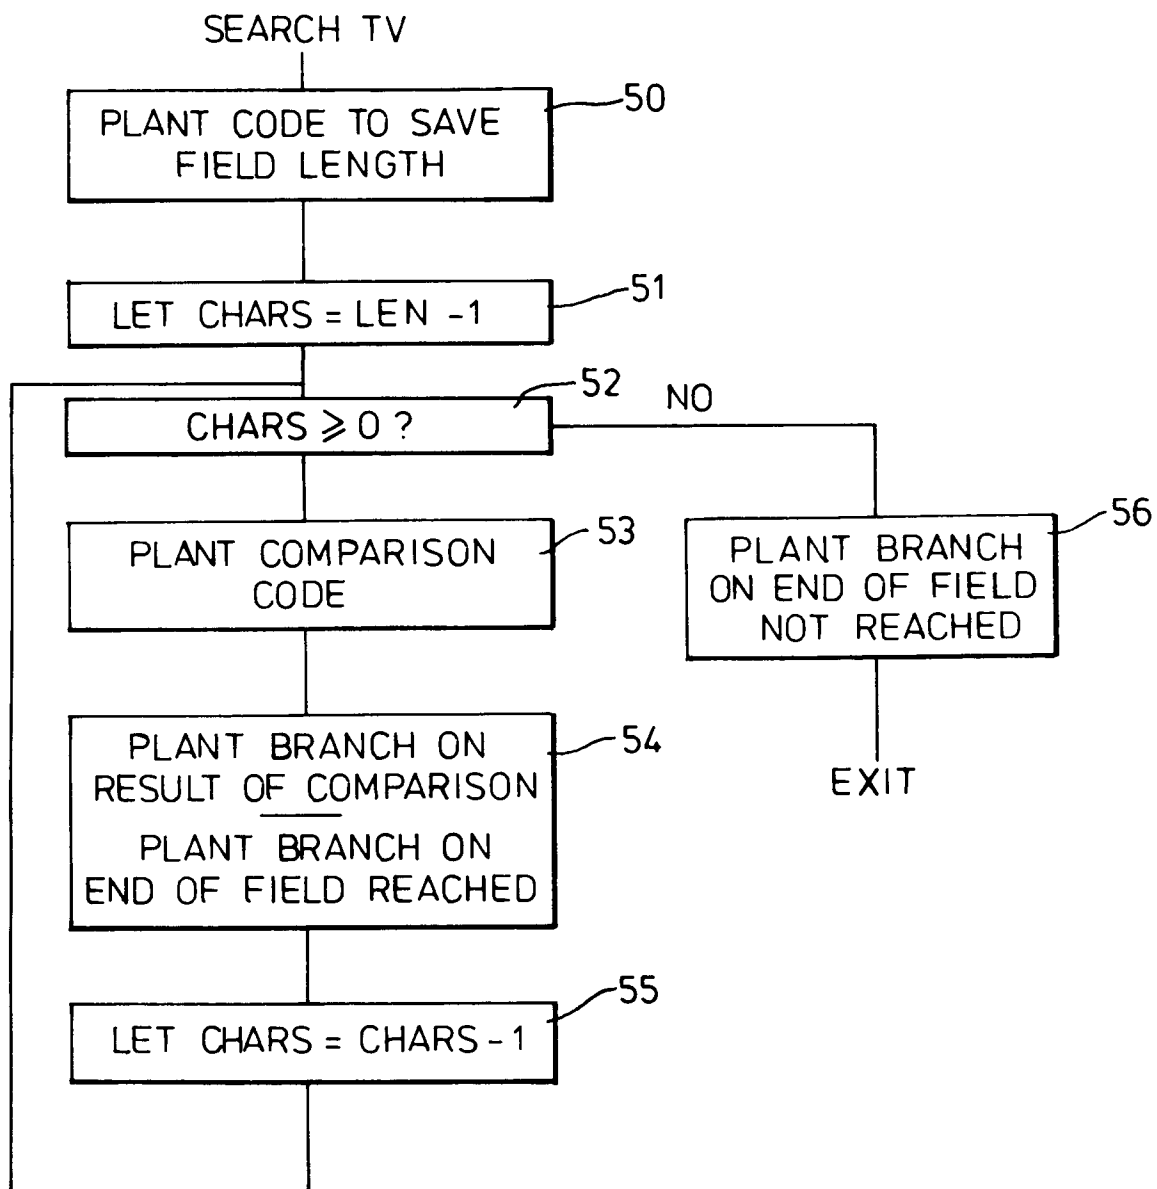 SEARCH TV
50
PLANT CODE TO SAVE
FIELD LENGTH
51
LET CHARS = LEN -1
52
CHARS ⩾ 0 ?
NO
53
PLANT COMPARISON
CODE
56
PLANT BRANCH
ON END OF FIELD
NOT REACHED
54
PLANT BRANCH ON
RESULT OF COMPARISON
PLANT BRANCH ON
END OF FIELD REACHED
EXIT
55
LET CHARS = CHARS - 1